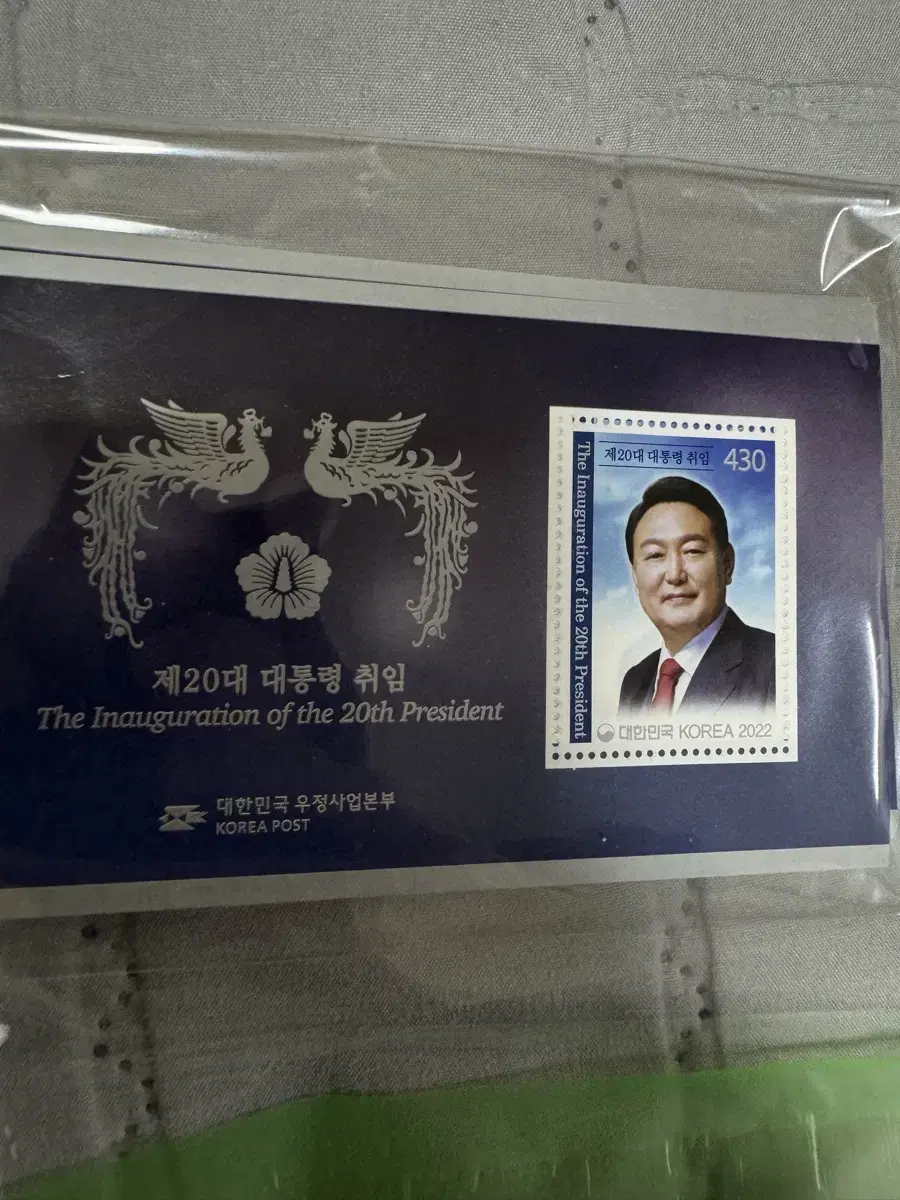 제20대 대통령 취임
The Inauguration of the 20th President
대한민국 우정사업본부
KOREA POST
제20대 대통령 취임
430
The Inauguration of the 20th President
대한민국 KOREA 2022